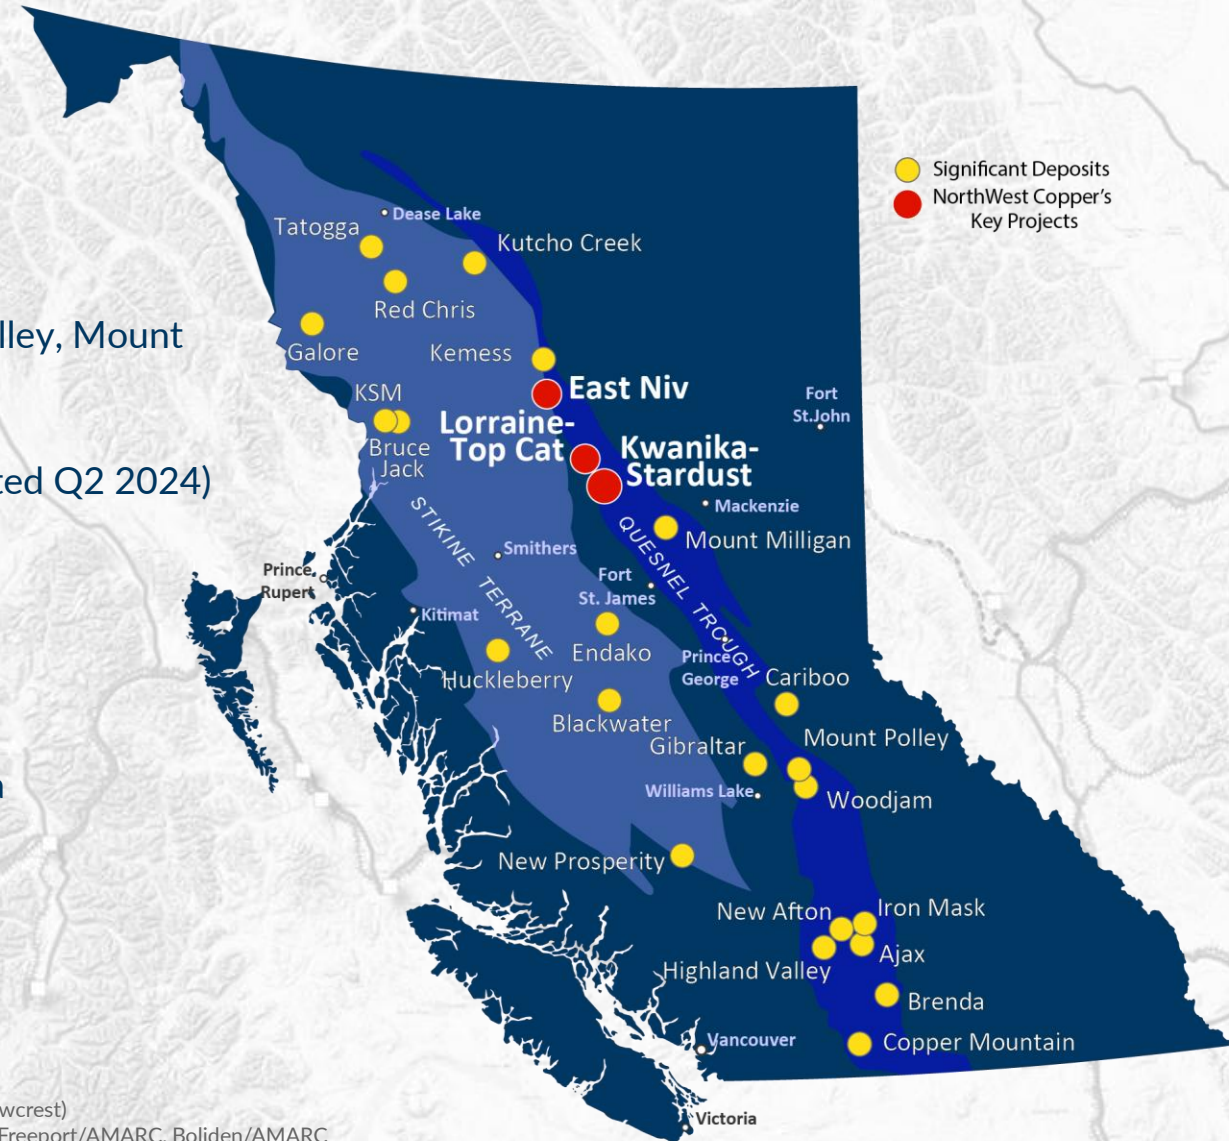 Significant Deposits
NorthWest Copper's
Key Projects
Dease Lake
Tatogga
Kutcho Creek
Red Chris
lley, Mount
Galore
Kemess
East Niv
KSM
Fort
St.John
Lorraine-
Top Cat
Kwanika-
Stardust
Bruce
Jack
ted Q2 2024)
STIKINE TERRANE
Mackenzie
QUESNEL TROUGH
Mount Milligan
Smithers
Prince
Rupert
Fort
St. James
Kitimat
Endako
Prince
George
Huckleberry
Cariboo
Blackwater
Mount Polley
Gibraltar
Williams Lake
Woodjam
New Prosperity
New Afton
Iron Mask
Ajax
Highland Valley
Brenda
Copper Mountain
Vancouver
wcrest)
Victoria
Freeport/AMARC, Boliden/AMARC